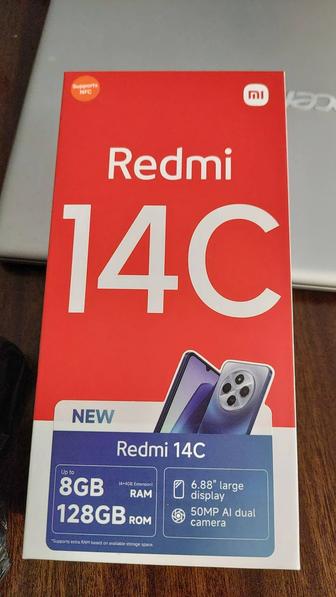 Supports
NFC
mi
acer
Redmi
14C
NEW
Redmi 14C
Up to
8GB (4+4GB Extension) RAM
128GB ROM
6.88" large
display
50MP AI dual
camera
*Supports extra RAM based on available storage space.